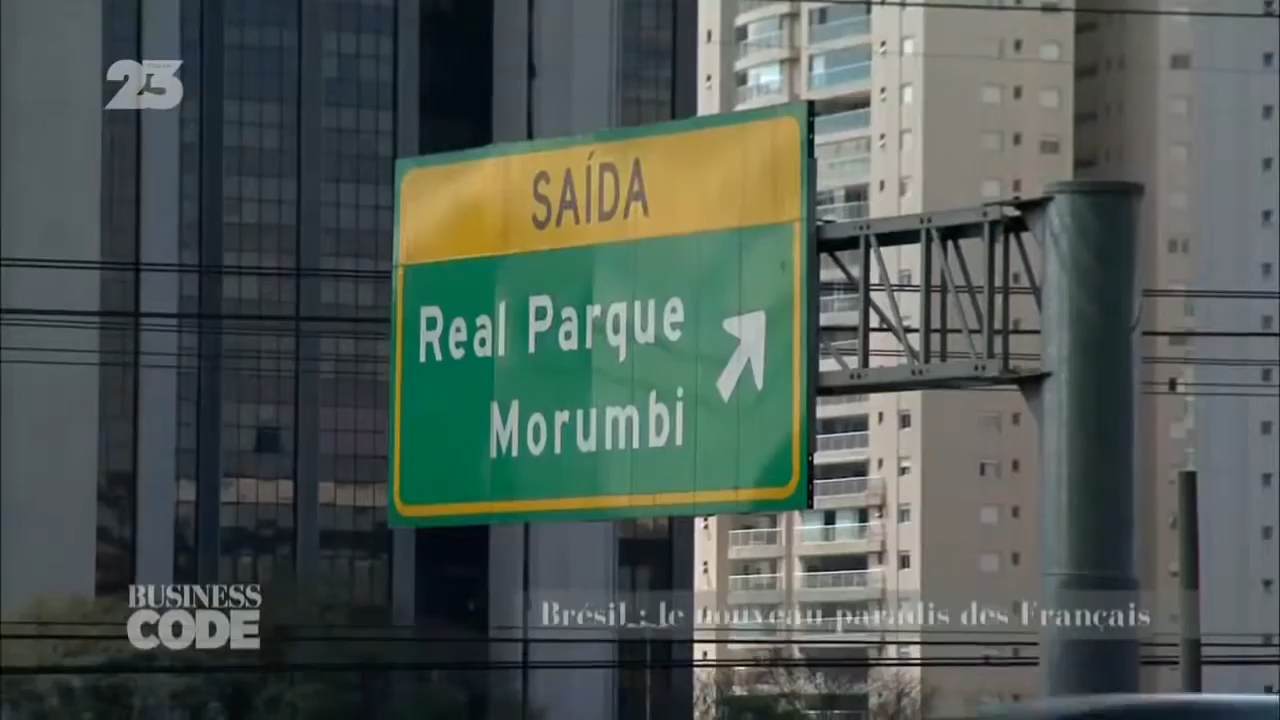 23
SAÍDA
Real Parque
Morumbi
BUSINESS
CODE
Brésil : le nouveau paradis des Français